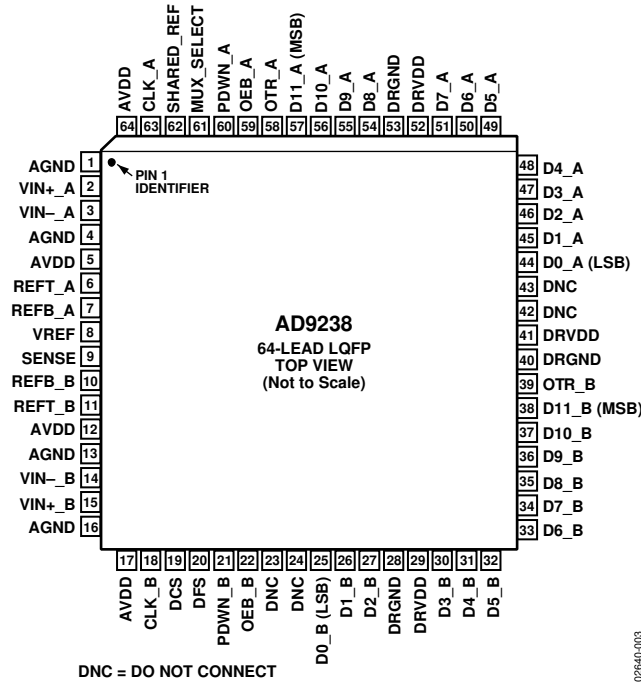 AVDD
CLK_A
SHARED_REF
MUX_SELECT
PDWN_A
OEB_A
OTR_A
D11_A (MSB)
D10_A
D9_A
D8_A
DRGND
DRVDD
D7_A
D6_A
D5_A
64 63 62 61 60 59 58 57 56 55 54 53 52 51 50 49
AGND 1
VIN+_A 2
VIN–_A 3
AGND 4
AVDD 5
REFT_A 6
REFB_A 7
VREF 8
SENSE 9
REFB_B 10
REFT_B 11
AVDD 12
AGND 13
VIN–_B 14
VIN+_B 15
AGND 16
PIN 1
IDENTIFIER
AD9238
64-LEAD LQFP
TOP VIEW
(Not to Scale)
48 D4_A
47 D3_A
46 D2_A
45 D1_A
44 D0_A (LSB)
43 DNC
42 DNC
41 DRVDD
40 DRGND
39 OTR_B
38 D11_B (MSB)
37 D10_B
36 D9_B
35 D8_B
34 D7_B
33 D6_B
17 18 19 20 21 22 23 24 25 26 27 28 29 30 31 32
AVDD
CLK_B
DCS
DFS
PDWN_B
OEB_B
DNC
DNC
D0_B (LSB)
D1_B
D2_B
DRGND
DRVDD
D3_B
D4_B
D5_B
DNC = DO NOT CONNECT
02640-003